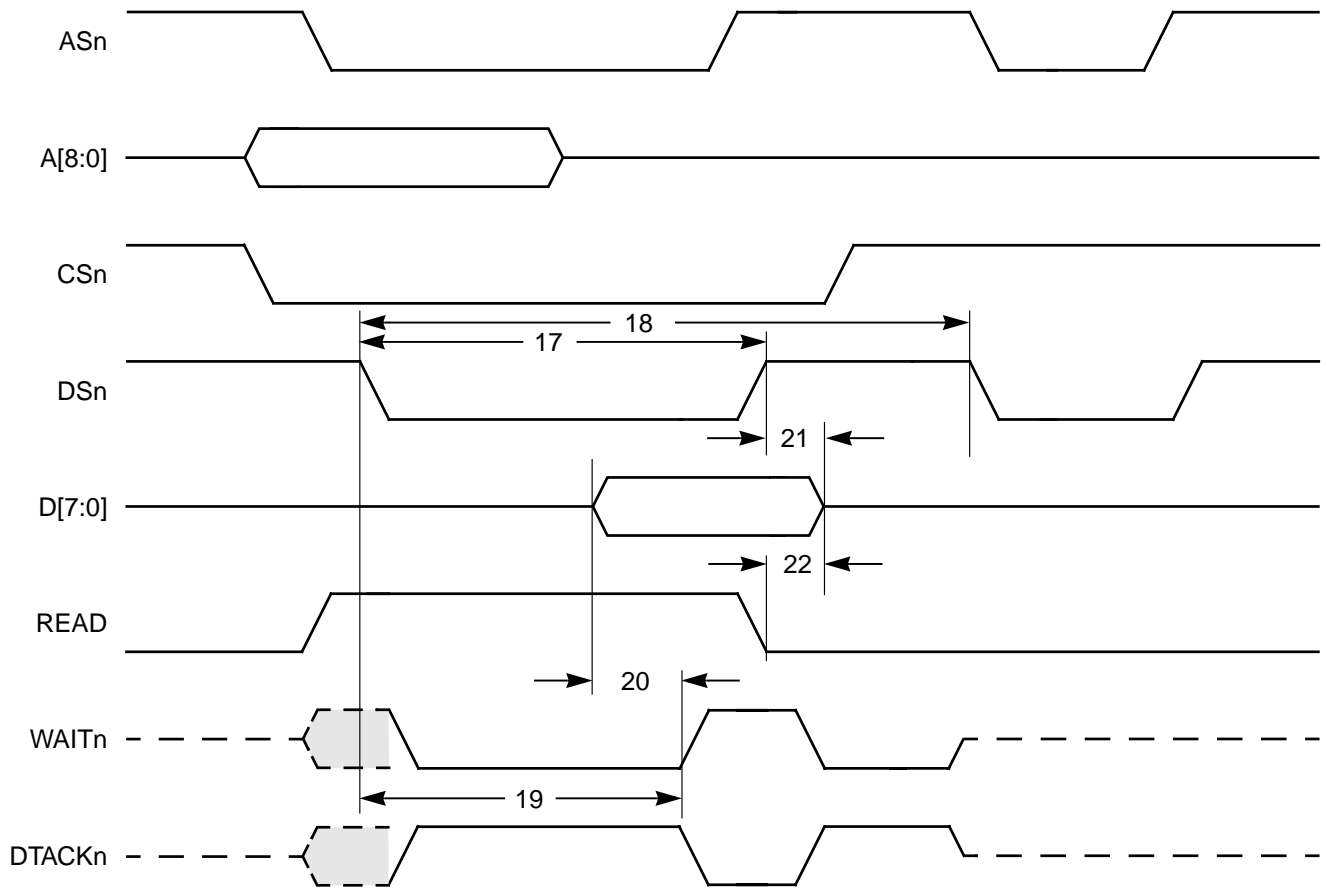 ASn
A[8:0]
CSn
18
17
DSn
21
D[7:0]
22
READ
20
WAITn
19
DTACKn